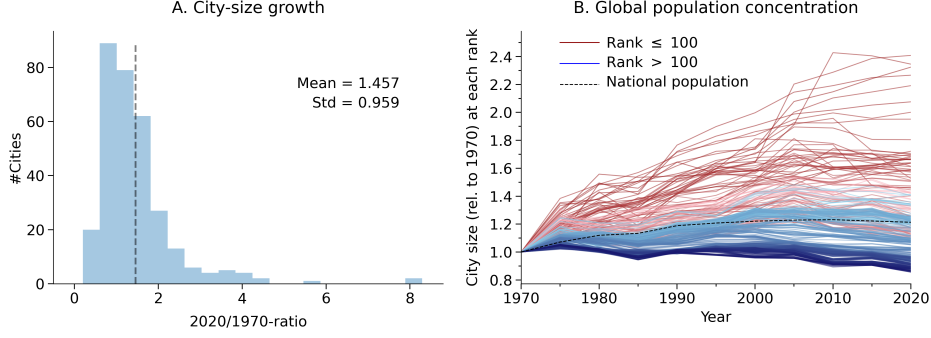 A. City-size growth
#Cities
80
60
40
20
0
Mean = 1.457
Std = 0.959
0 2 4 6 8
2020/1970-ratio
B. Global population concentration
City size (rel. to 1970) at each rank
2.4
2.2
2.0
1.8
1.6
1.4
1.2
1.0
0.8
Rank ≤ 100
Rank > 100
National population
1970 1980 1990 2000 2010 2020
Year